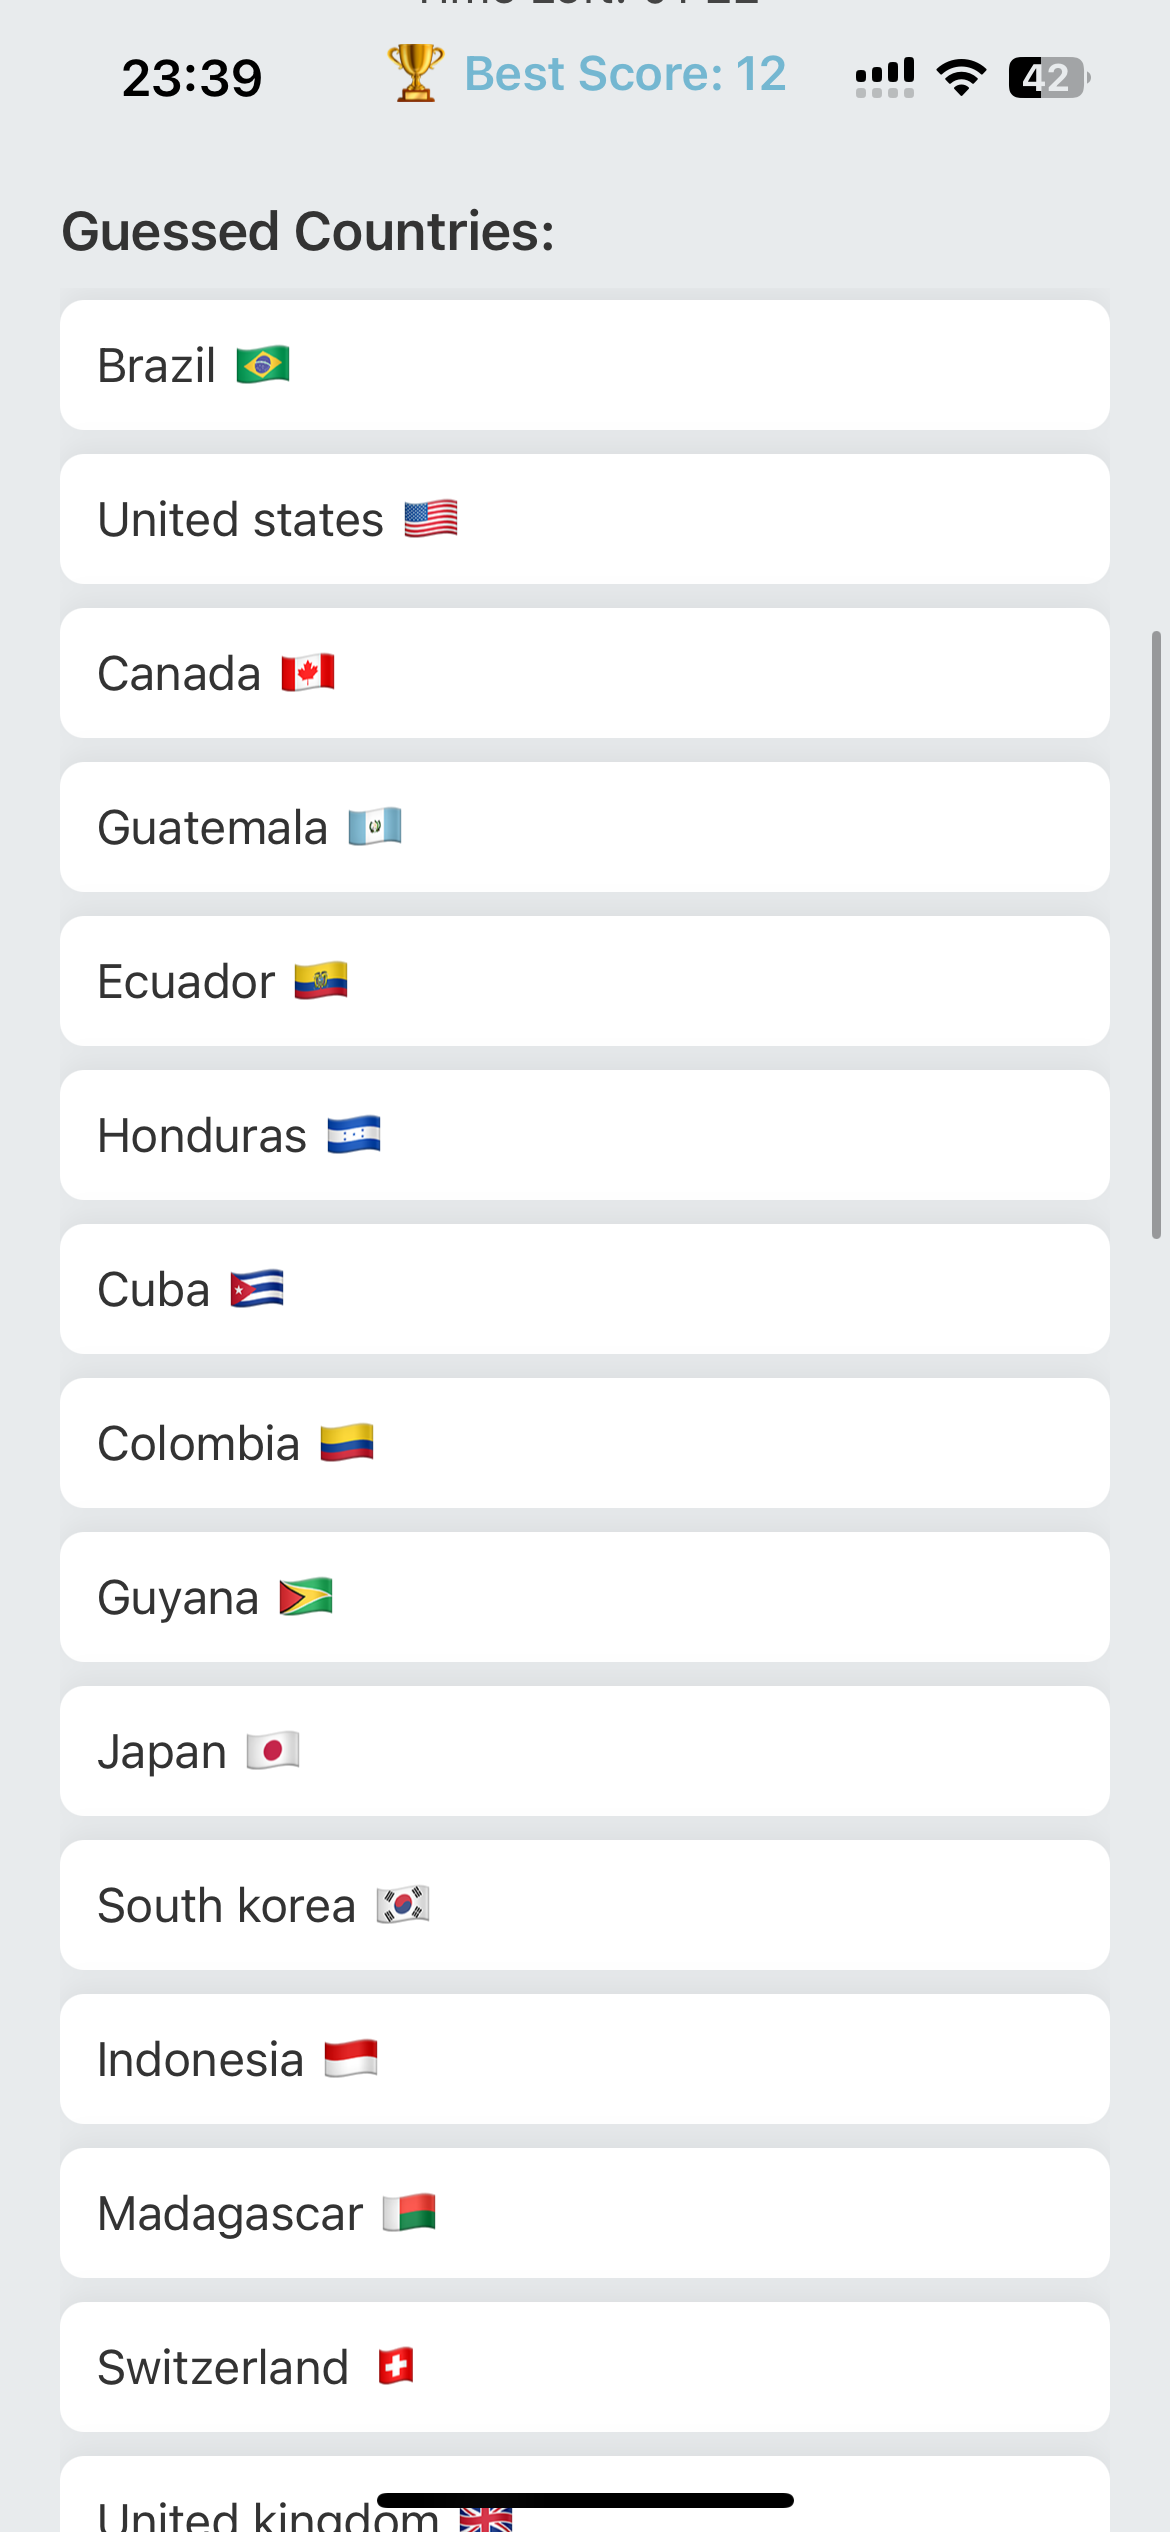 23:39
Best Score: 12
42
Guessed Countries:
Brazil 🇧🇷
United states 🇺🇸
Canada 🇨🇦
Guatemala 🇬🇹
Ecuador 🇪🇨
Honduras 🇭🇳
Cuba 🇨🇺
Colombia 🇨🇴
Guyana 🇬🇾
Japan 🇯🇵
South korea 🇰🇷
Indonesia 🇮🇩
Madagascar 🇲🇬
Switzerland 🇨🇭
United kingdom 🇬🇧